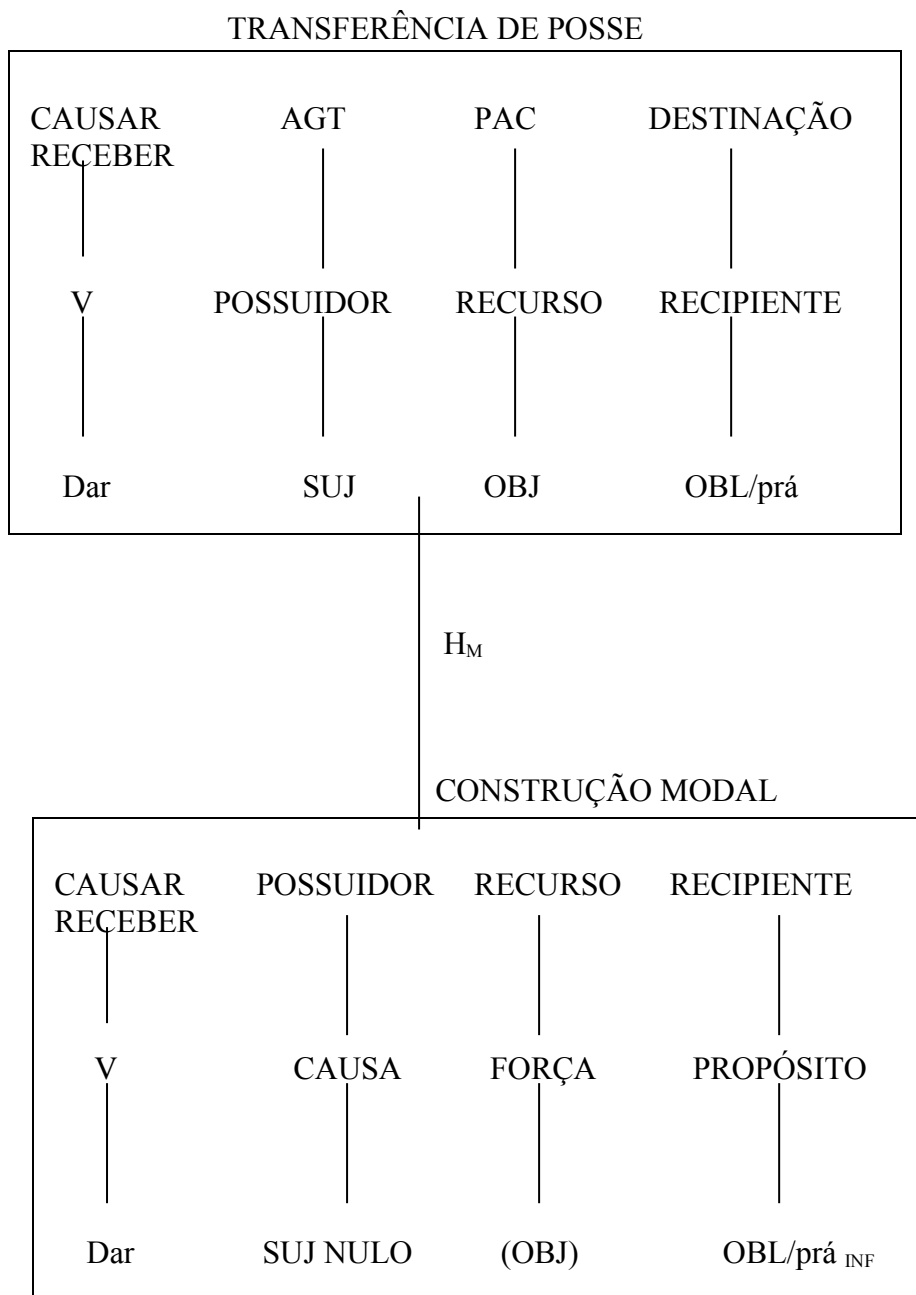 TRANSFERÊNCIA DE POSSE
CAUSAR RECEBER AGT PAC DESTINAÇÃO
V POSSUIDOR RECURSO RECIPIENTE
Dar SUJ OBJ OBL/prá
HM
CONSTRUÇÃO MODAL
CAUSAR RECEBER POSSUIDOR RECURSO RECIPIENTE
V CAUSA FORÇA PROPÓSITO
Dar SUJ NULO (OBJ) OBL/prá INF